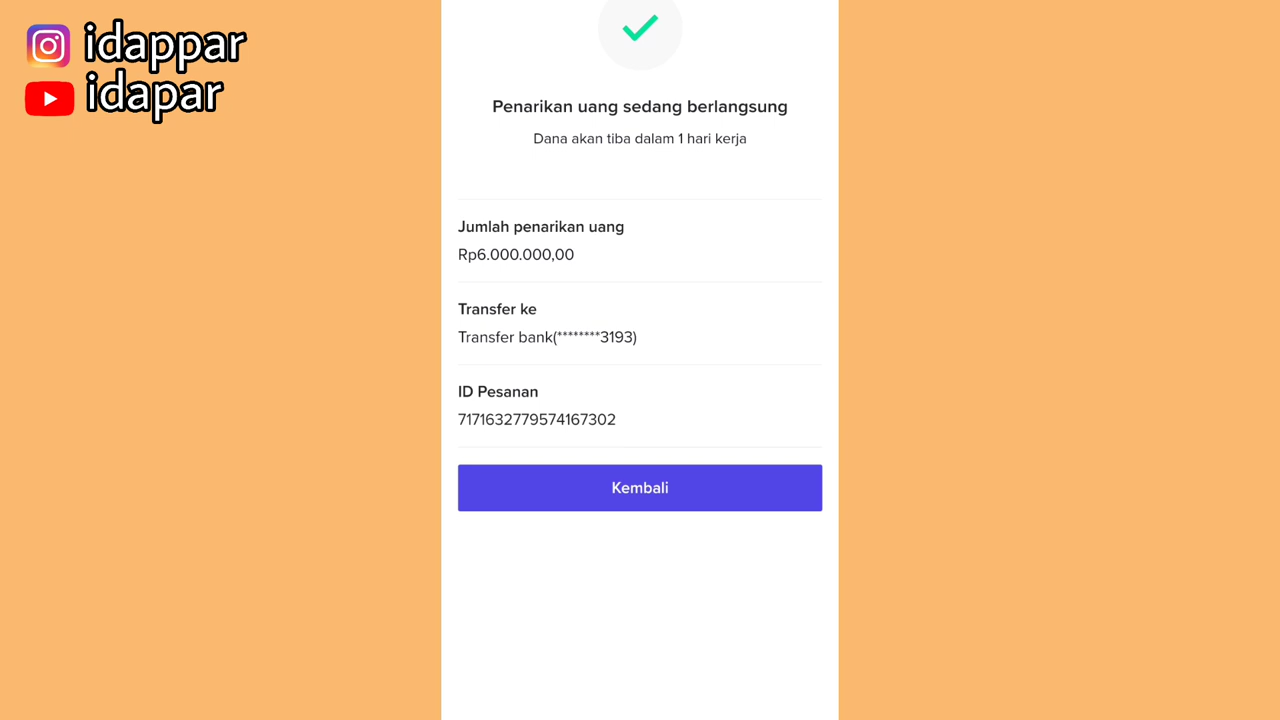 idappar
idapar
Penarikan uang sedang berlangsung
Dana akan tiba dalam 1 hari kerja
Jumlah penarikan uang
Rp6.000.000,00
Transfer ke
Transfer bank(********3193)
ID Pesanan
7171632779574167302
Kembali